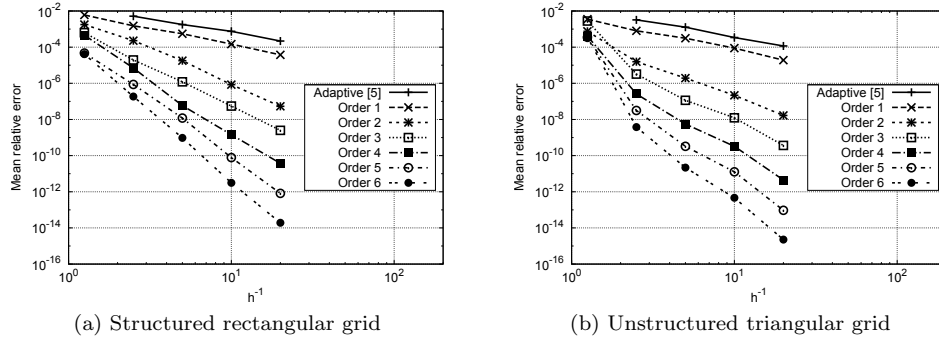 Mean relative error
10^-2
10^-4
10^-6
10^-8
10^-10
10^-12
10^-14
10^-16
10^0
10^1
10^2
h^-1
Adaptive [5]
Order 1
Order 2
Order 3
Order 4
Order 5
Order 6
(a) Structured rectangular grid
Mean relative error
10^-2
10^-4
10^-6
10^-8
10^-10
10^-12
10^-14
10^-16
10^0
10^1
10^2
h^-1
Adaptive [5]
Order 1
Order 2
Order 3
Order 4
Order 5
Order 6
(b) Unstructured triangular grid